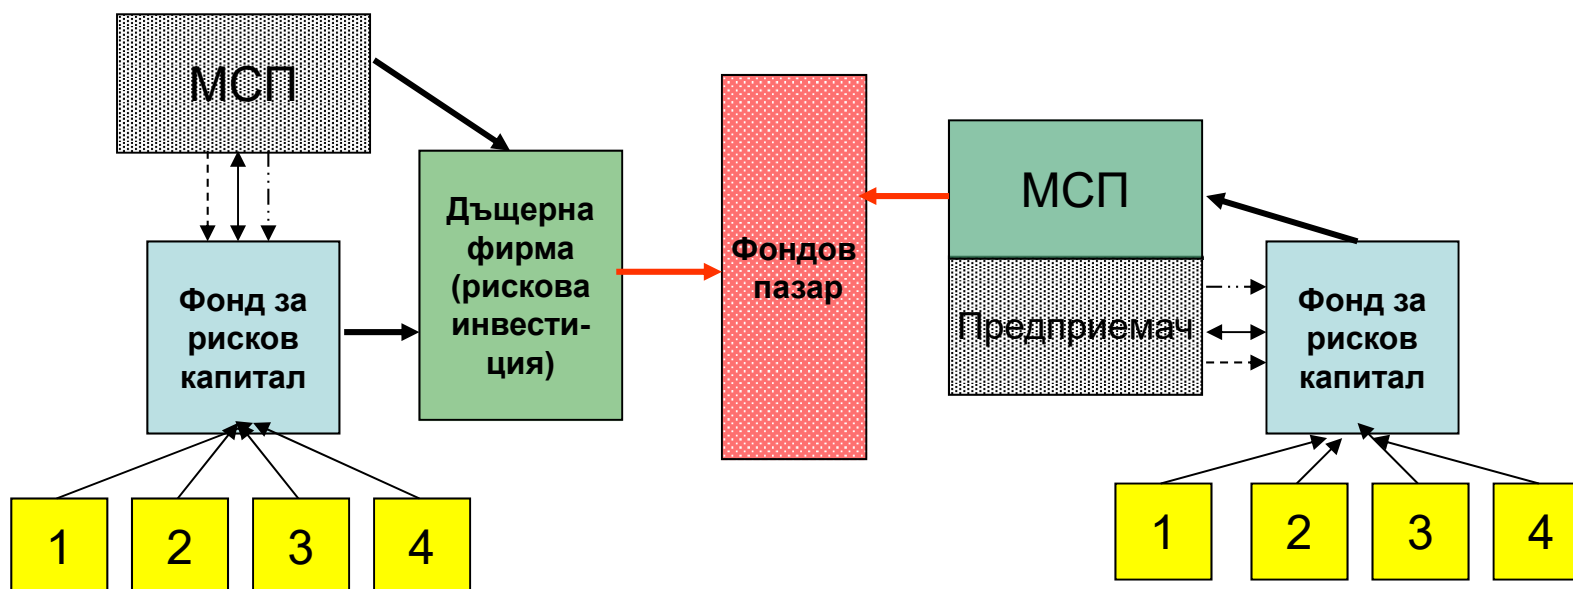 МСП
Дъщерна
фирма
(рискова
инвести-
ция)
Фонд за
рисков
капитал
1
2
3
4
Фондов
пазар
МСП
Предприемач
Фонд за
рисков
капитал
1
2
3
4